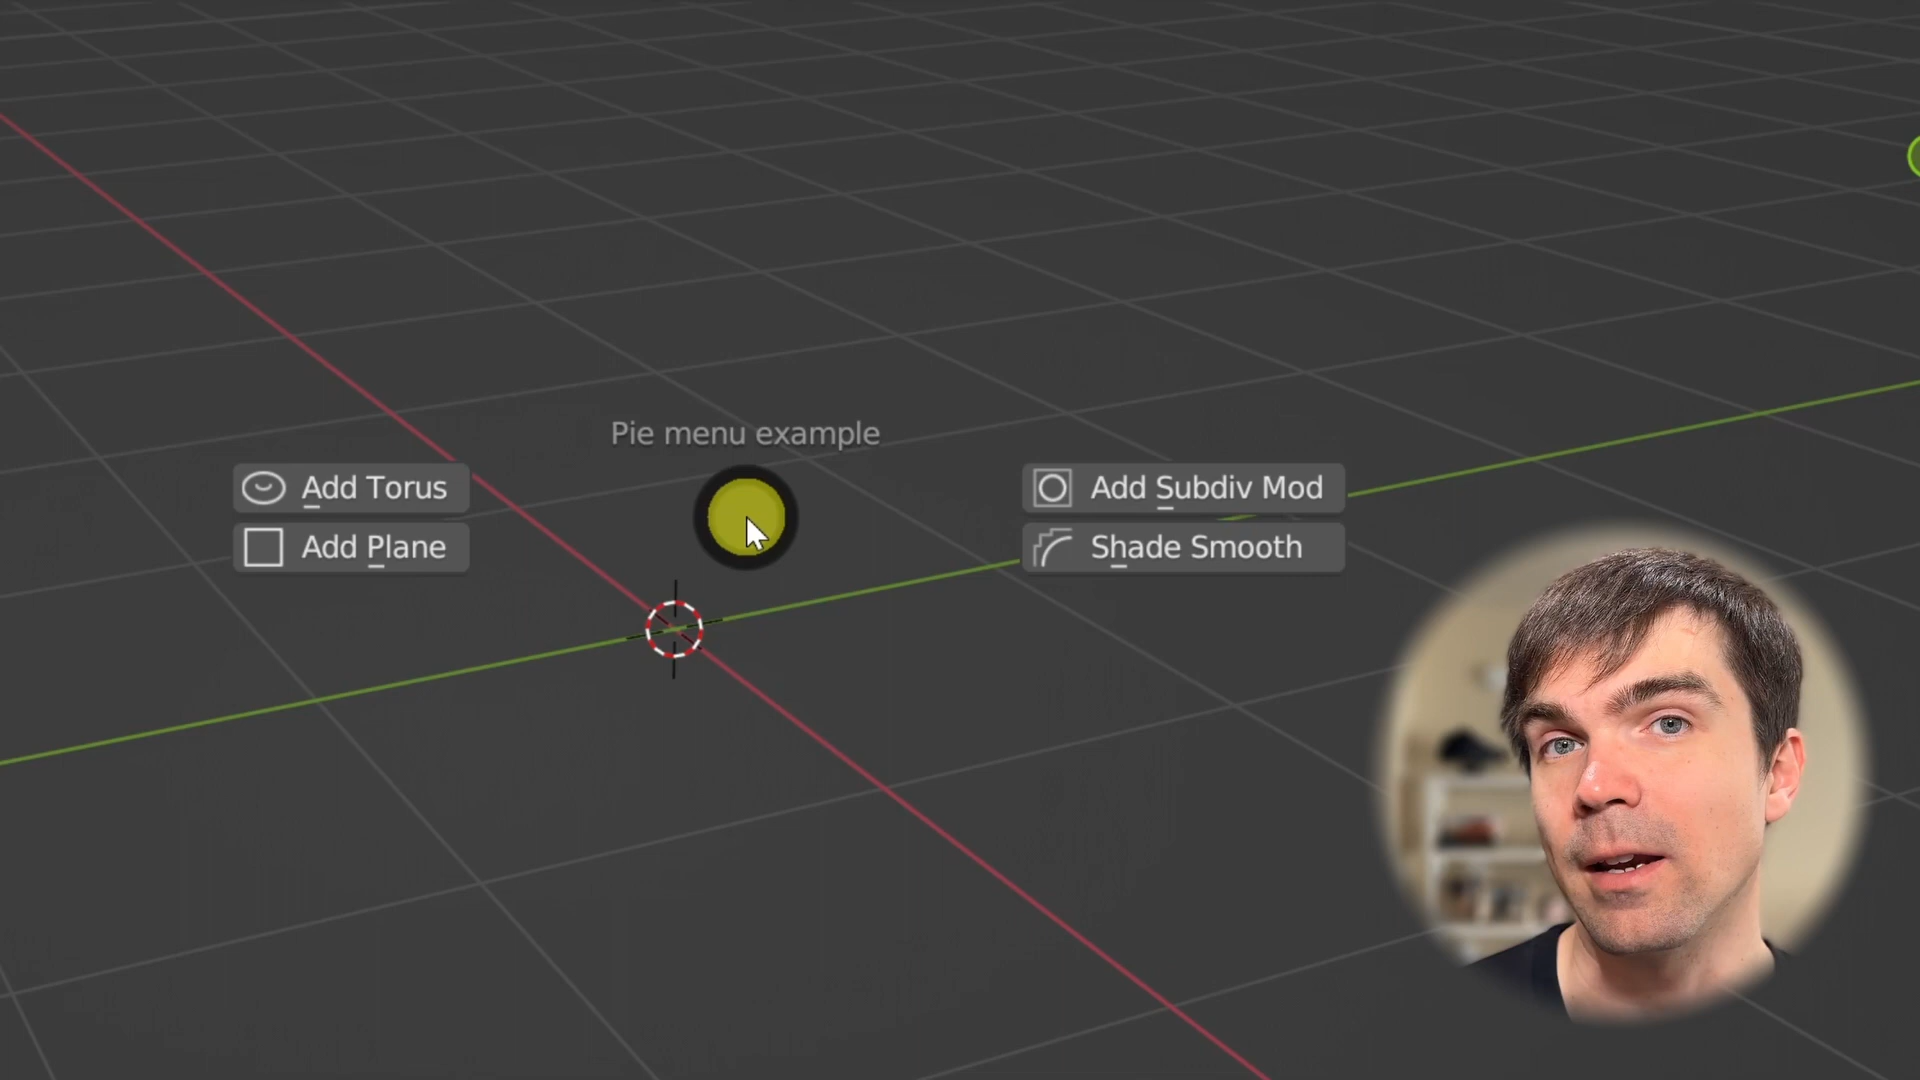 Pie menu example
Add Torus
Add Subdiv Mod
Add Plane
Shade Smooth